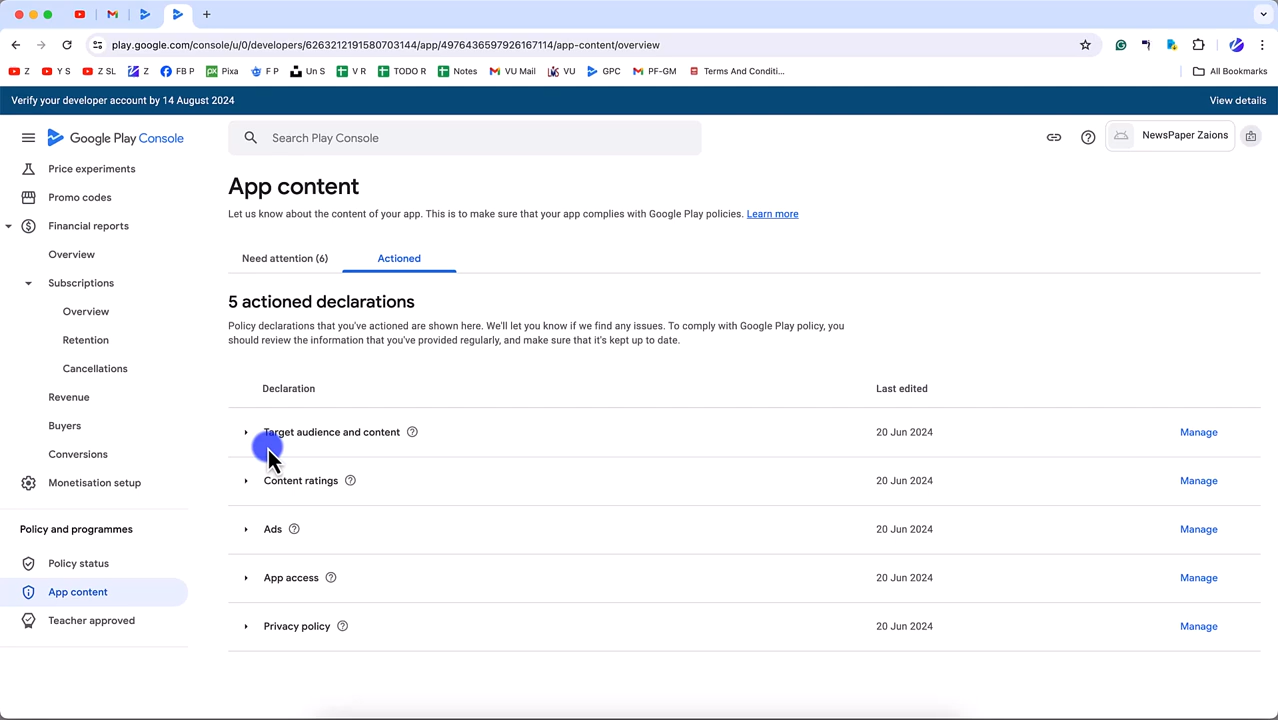 play.google.com/console/u/0/developers/6263212191580703144/app/4976436597926167114/app-content/overview
Z
Y S
Z SL
Z
FB P
Pixa
F P
Un S
V R
TODO R
Notes
VU Mail
VU
GPC
PF-GM
Terms And Conditi...
All Bookmarks
Verify your developer account by 14 August 2024
View details
Google Play Console
Search Play Console
NewsPaper Zaions
Price experiments
Promo codes
Financial reports
Overview
Subscriptions
Overview
Retention
Cancellations
Revenue
Buyers
Conversions
Monetisation setup
Policy and programmes
Policy status
App content
Teacher approved
App content
Let us know about the content of your app. This is to make sure that your app complies with Google Play policies. Learn more
Need attention (6)
Actioned
5 actioned declarations
Policy declarations that you've actioned are shown here. We'll let you know if we find any issues. To comply with Google Play policy, you
should review the information that you've provided regularly, and make sure that it's kept up to date.
Declaration
Last edited
Target audience and content
20 Jun 2024
Manage
Content ratings
20 Jun 2024
Manage
Ads
20 Jun 2024
Manage
App access
20 Jun 2024
Manage
Privacy policy
20 Jun 2024
Manage